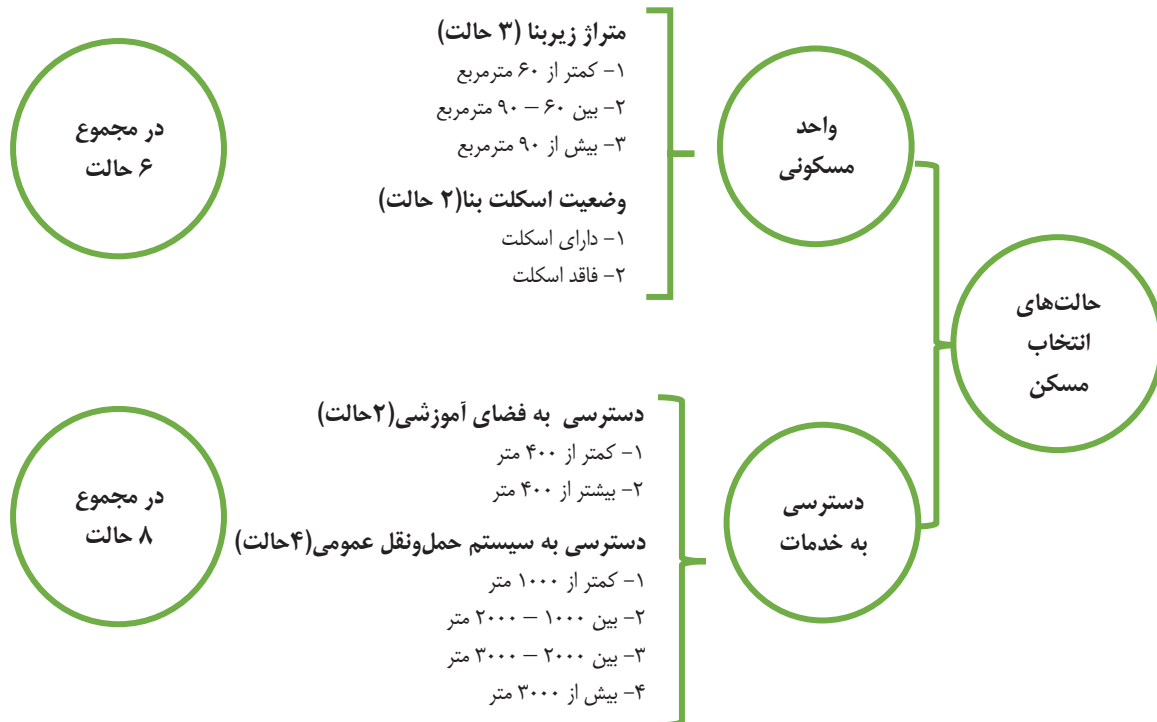 حالت‌های
انتخاب
مسکن
واحد
مسکونی
متراژ زیربنا (۳ حالت)
۱- کمتر از ۶۰ مترمربع
۲- بین ۶۰ – ۹۰ مترمربع
۳- بیش از ۹۰ مترمربع
وضعیت اسکلت بنا(۲ حالت)
۱- دارای اسکلت
۲- فاقد اسکلت
در مجموع
۶ حالت
دسترسی
به خدمات
دسترسی به فضای آموزشی(۲حالت)
۱- کمتر از ۴۰۰ متر
۲- بیشتر از ۴۰۰ متر
دسترسی به سیستم حمل‌ونقل عمومی(۴حالت)
۱- کمتر از ۱۰۰۰ متر
۲- بین ۱۰۰۰ – ۲۰۰۰ متر
۳- بین ۲۰۰۰ – ۳۰۰۰ متر
۴- بیش از ۳۰۰۰ متر
در مجموع
۸ حالت